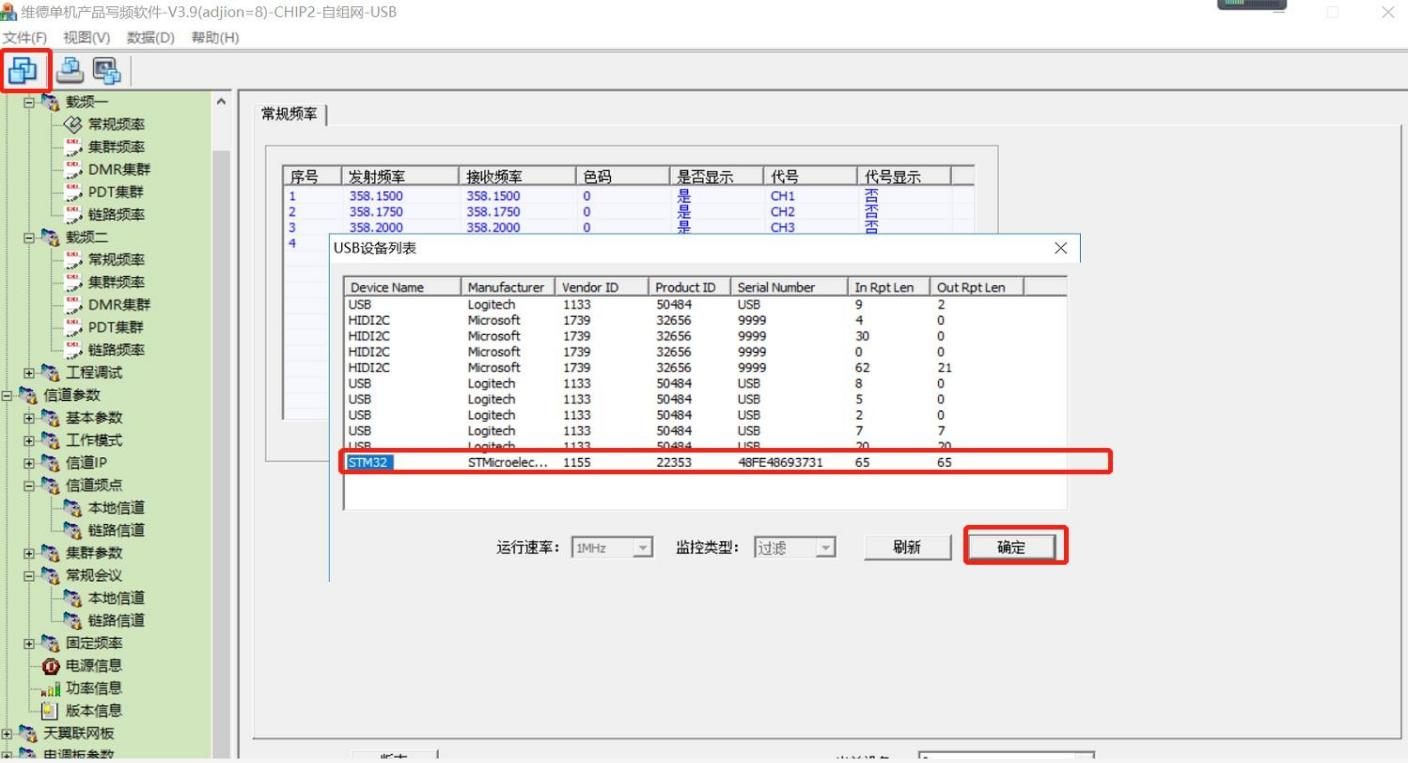 维德单机产品写频软件-V3.9(adjion=8)-CHIP2-自组网-USB
文件(F) 视图(V) 数据(D) 帮助(H)
载频一
常规频率
集群频率
DMR集群
PDT集群
链路频率
载频二
常规频率
集群频率
DMR集群
PDT集群
链路频率
工程调试
信道参数
基本参数
工作模式
信道IP
信道频点
本地信道
链路信道
集群参数
常规会议
本地信道
链路信道
固定频率
电源信息
功率信息
版本信息
天翼联网板
电调板参数
常规频率
序号 发射频率 接收频率 色码 是否显示 代号 代号显示
1 358.1500 358.1500 0 是 CH1 否
2 358.1750 358.1750 0 是 CH2 否
3 358.2000 358.2000 0 是 CH3 否
4
USB设备列表
Device Name Manufacturer Vendor ID Product ID Serial Number In Rpt Len Out Rpt Len
USB Logitech 1133 50484 USB 9 2
HIDI2C Microsoft 1739 32656 9999 4 0
HIDI2C Microsoft 1739 32656 9999 30 0
HIDI2C Microsoft 1739 32656 9999 0 0
HIDI2C Microsoft 1739 32656 9999 62 21
USB Logitech 1133 50484 USB 8 0
USB Logitech 1133 50484 USB 5 0
USB Logitech 1133 50484 USB 2 0
USB Logitech 1133 50484 USB 7 7
USB Logitech 1133 50484 USB 20 20
STM32 STMicroelec... 1155 22353 48FE48693731 65 65
运行速率： 1MHz 监控类型： 过滤 刷新 确定